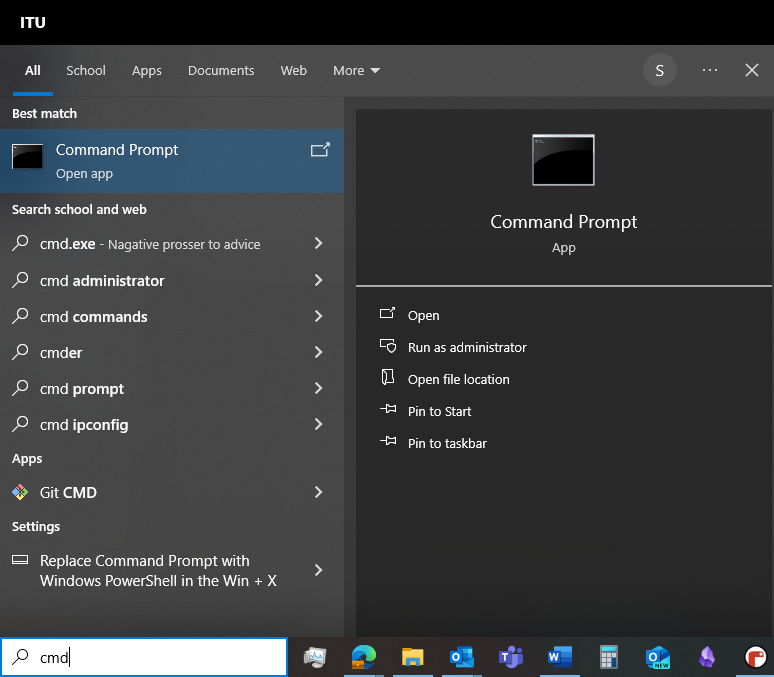 ITU
All School Apps Documents Web More
S
Best match
Command Prompt
Open app
Search school and web
cmd.exe - Nagative prosser to advice
cmd administrator
cmd commands
cmder
cmd prompt
cmd ipconfig
Apps
Git CMD
Settings
Replace Command Prompt with
Windows PowerShell in the Win + X
Command Prompt
App
Open
Run as administrator
Open file location
Pin to Start
Pin to taskbar
cmd
NEW